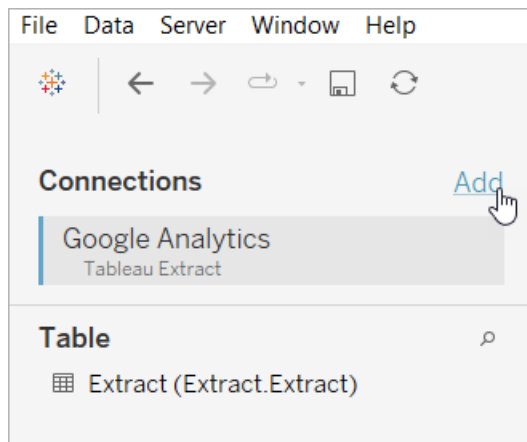 File Data Server Window Help
Connections Add
Google Analytics
Tableau Extract
Table
Extract (Extract.Extract)